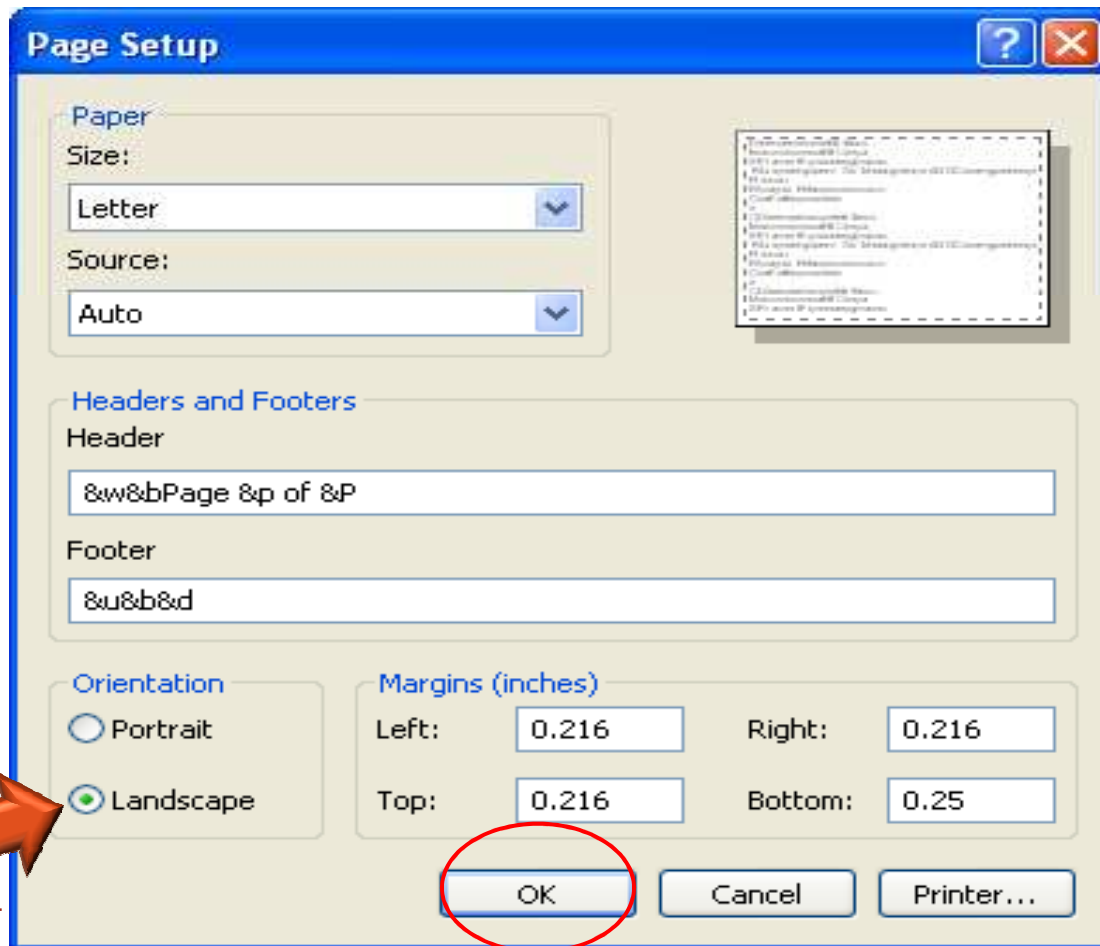 Page Setup
Paper
Size:
Letter
Source:
Auto
Headers and Footers
Header
&w&bPage &p of &P
Footer
&u&b&d
Orientation
Portrait
Landscape
Margins (inches)
Left: 0.216 Right: 0.216
Top: 0.216 Bottom: 0.25
OK Cancel Printer...